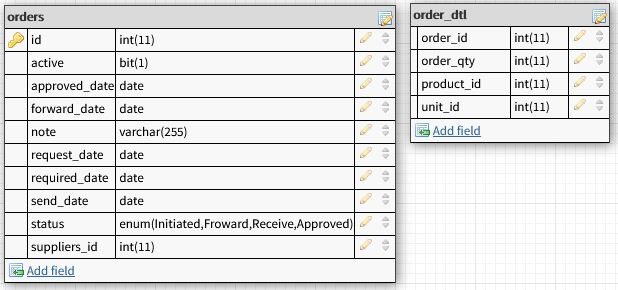 orders
id int(11)
active bit(1)
approved_date date
forward_date date
note varchar(255)
request_date date
required_date date
send_date date
status enum(Initiated,Froward,Receive,Approved)
suppliers_id int(11)
Add field
order_dtl
order_id int(11)
order_qty int(11)
product_id int(11)
unit_id int(11)
Add field